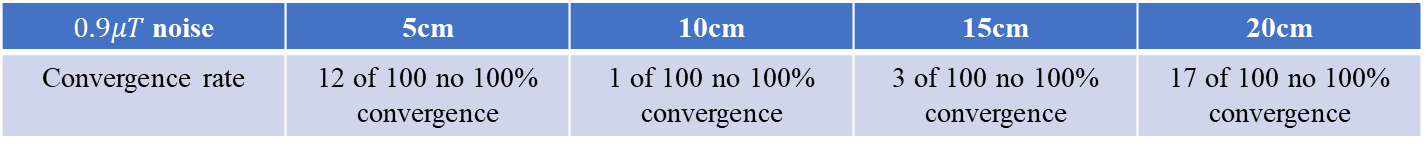 0.9μT noise 5cm 10cm 15cm 20cm
Convergence rate 12 of 100 no 100% 1 of 100 no 100% 3 of 100 no 100% 17 of 100 no 100%
convergence convergence convergence convergence